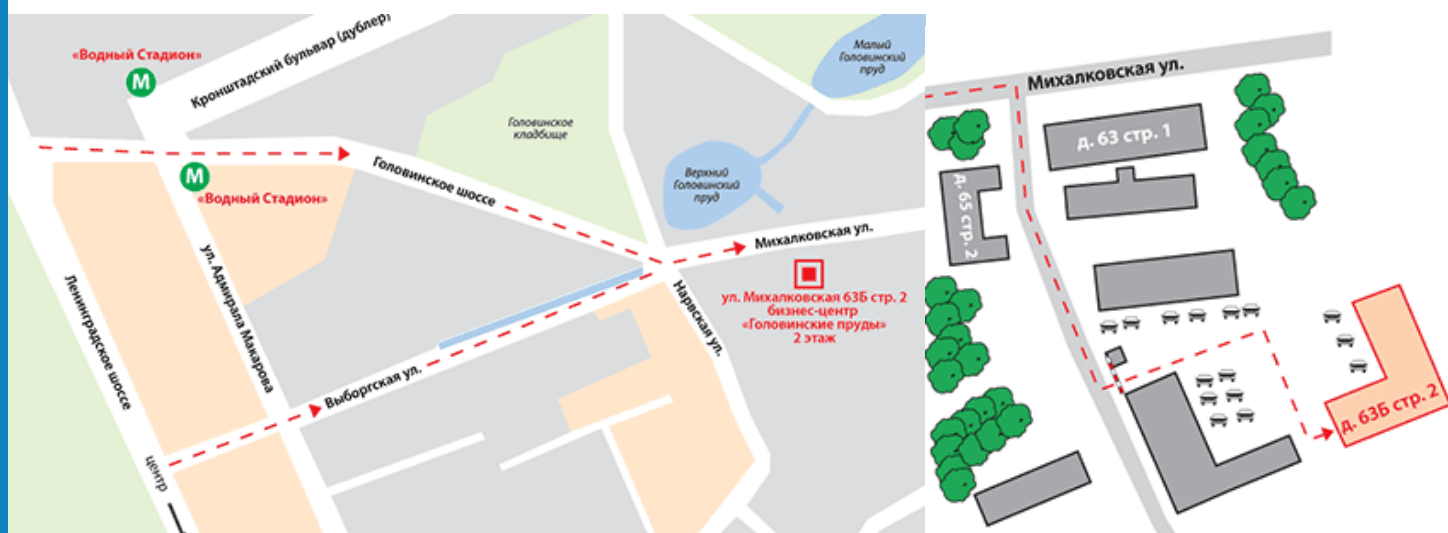 «Водный Стадион»
М
Кронштадский бульвар (дублер)
Малый
Головинский
пруд
Головинское
кладбище
Головинское шоссе
М
«Водный Стадион»
Верхний
Головинский
пруд
Михалковская ул.
ул. Михалковская 63Б стр. 2
бизнес-центр
«Головинские пруды»
2 этаж
Ленинградское шоссе
ул. Адмирала Макарова
Нарвская ул.
Выборгская ул.
центр
Михалковская ул.
д. 63 стр. 1
д. 65 стр. 2
д. 63Б стр. 2